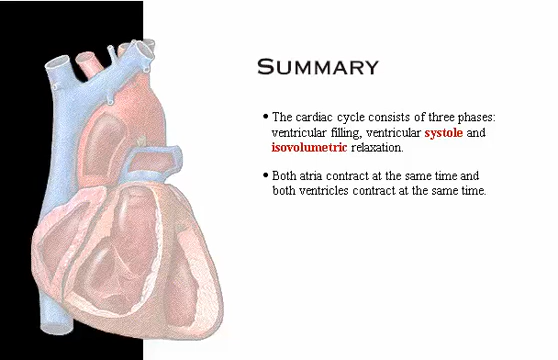 SUMMARY
• The cardiac cycle consists of three phases:
ventricular filling, ventricular systole and
isovolumetric relaxation.
• Both atria contract at the same time and
both ventricles contract at the same time.